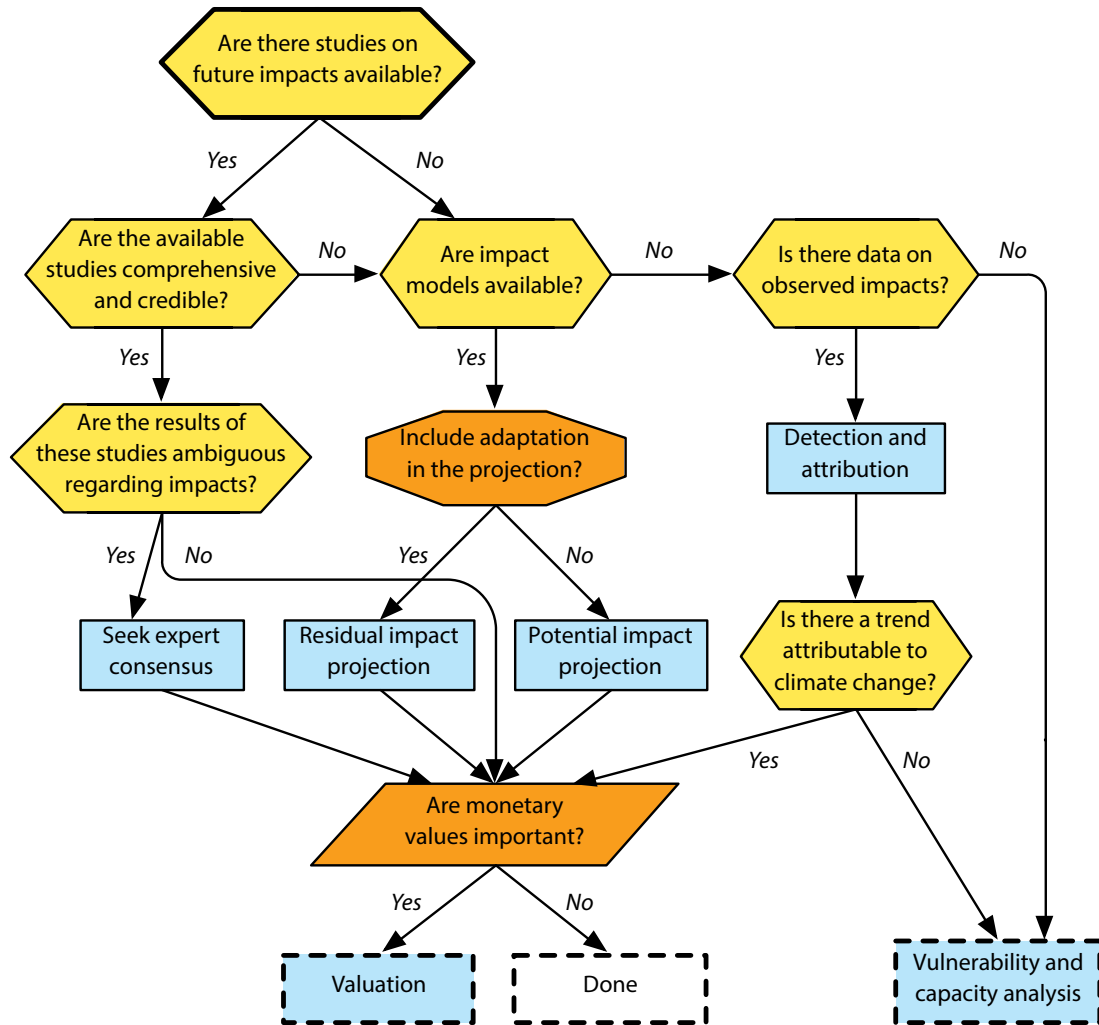 Are there studies on
future impacts available?
Yes
No
Are the available
studies comprehensive
and credible?
No
Are impact
models available?
No
Is there data on
observed impacts?
No
Yes
Yes
Yes
Are the results of
these studies ambiguous
regarding impacts?
Include adaptation
in the projection?
Detection and
attribution
Yes
No
Yes
No
Seek expert
consensus
Residual impact
projection
Potential impact
projection
Is there a trend
attributable to
climate change?
Yes
No
Are monetary
values important?
Yes
No
Valuation
Done
Vulnerability and
capacity analysis